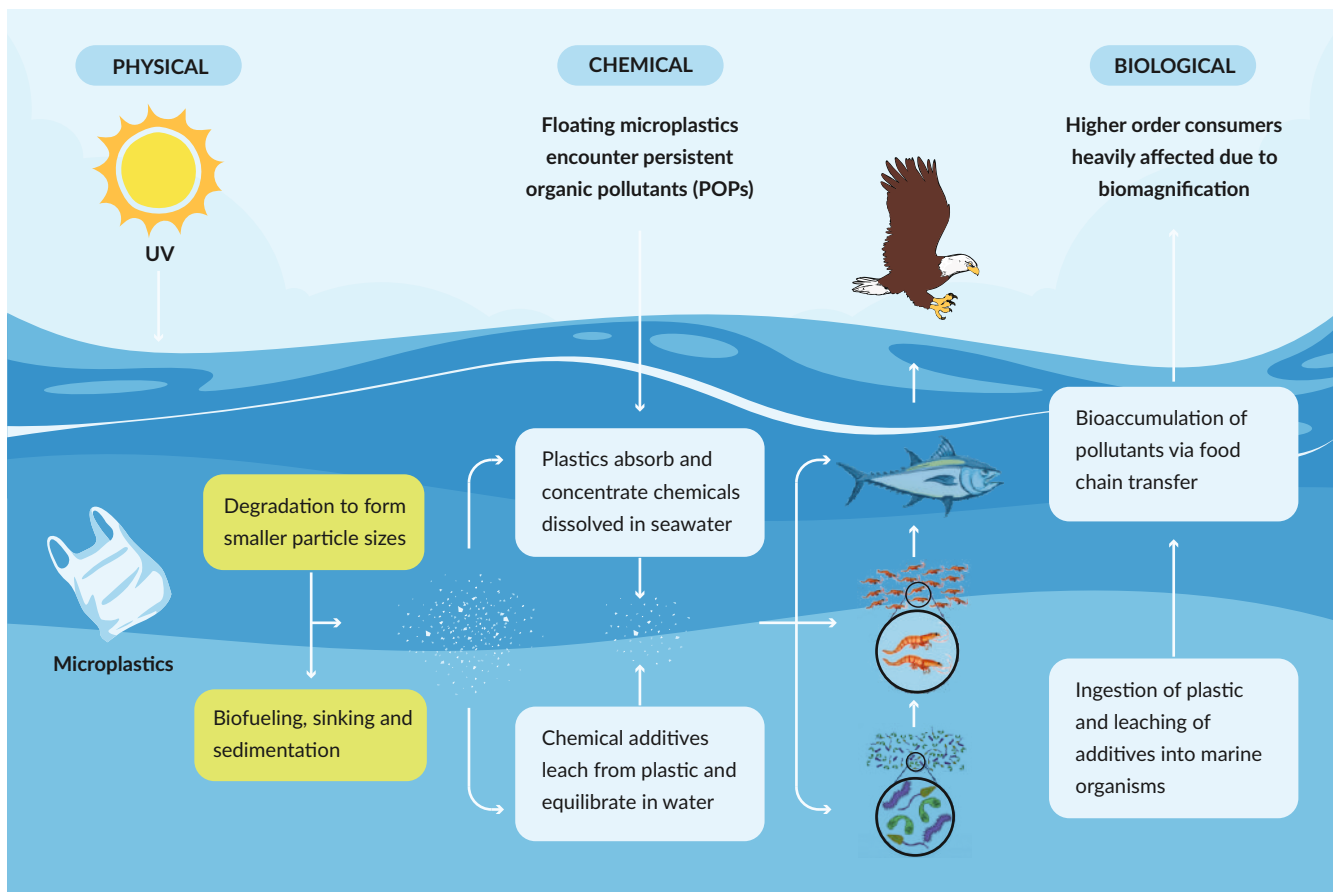 PHYSICAL
UV
Microplastics
Degradation to form
smaller particle sizes
Biofueling, sinking and
sedimentation
CHEMICAL
Floating microplastics
encounter persistent
organic pollutants (POPs)
Plastics absorb and
concentrate chemicals
dissolved in seawater
Chemical additives
leach from plastic and
equilibrate in water
BIOLOGICAL
Higher order consumers
heavily affected due to
biomagnification
Bioaccumulation of
pollutants via food
chain transfer
Ingestion of plastic
and leaching of
additives into marine
organisms